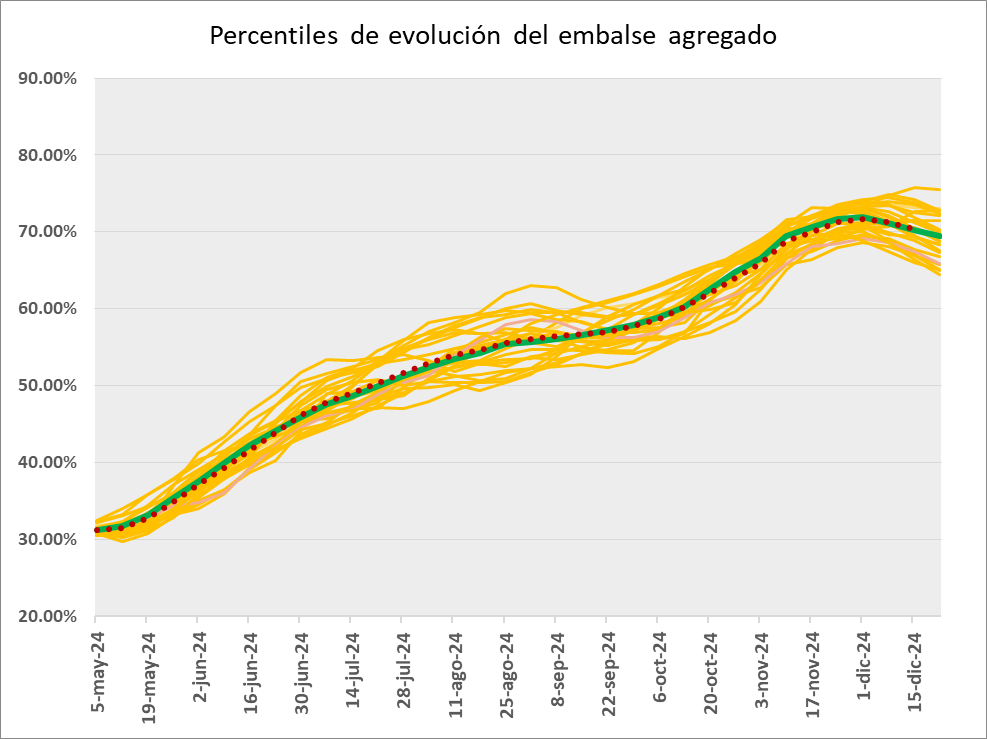 Percentiles de evolución del embalse agregado
90.00%
80.00%
70.00%
60.00%
50.00%
40.00%
30.00%
20.00%
5-may-24
19-may-24
2-jun-24
16-jun-24
30-jun-24
14-jul-24
28-jul-24
11-ago-24
25-ago-24
8-sep-24
22-sep-24
6-oct-24
20-oct-24
3-nov-24
17-nov-24
1-dic-24
15-dic-24